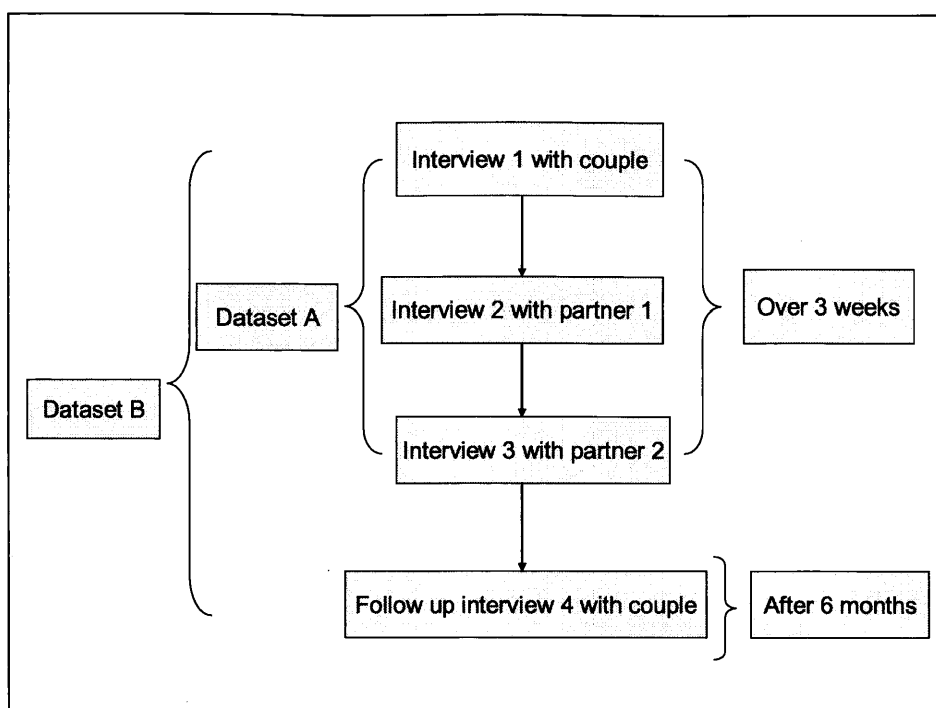 Interview 1 with couple
Dataset A
Interview 2 with partner 1
Over 3 weeks
Dataset B
Interview 3 with partner 2
Follow up interview 4 with couple
After 6 months